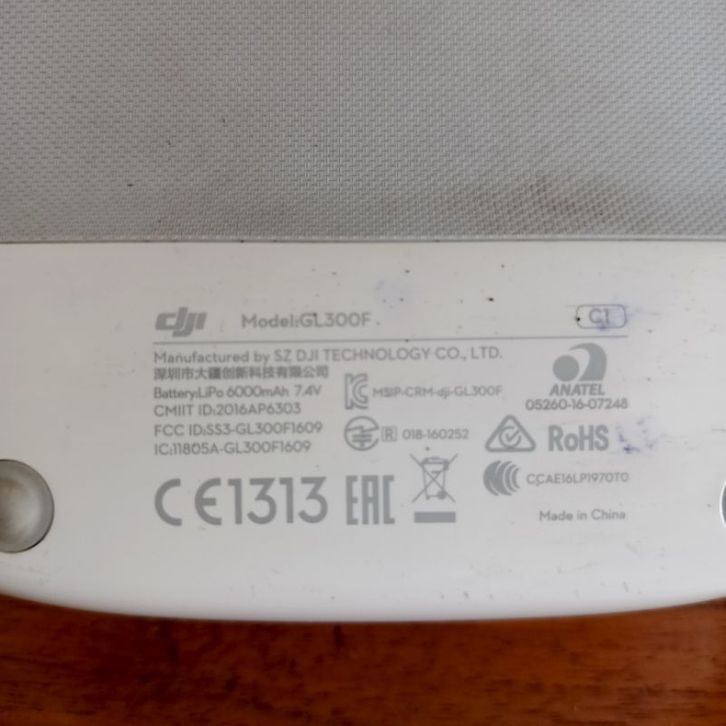 dji Model:GL300F C1
Manufactured by SZ DJI TECHNOLOGY CO., LTD.
深圳市大疆创新科技有限公司
Battery:LiPo 6000mAh 7.4V
CMIIT ID:2016AP6303
FCC ID:SS3-GL300F1609
IC:11805A-GL300F1609
MSIP-CRM-dji-GL300F
R 018-160252
ANATEL
05260-16-07248
RoHS
CCAE16LP1970T0
CE1313 EAC
Made in China